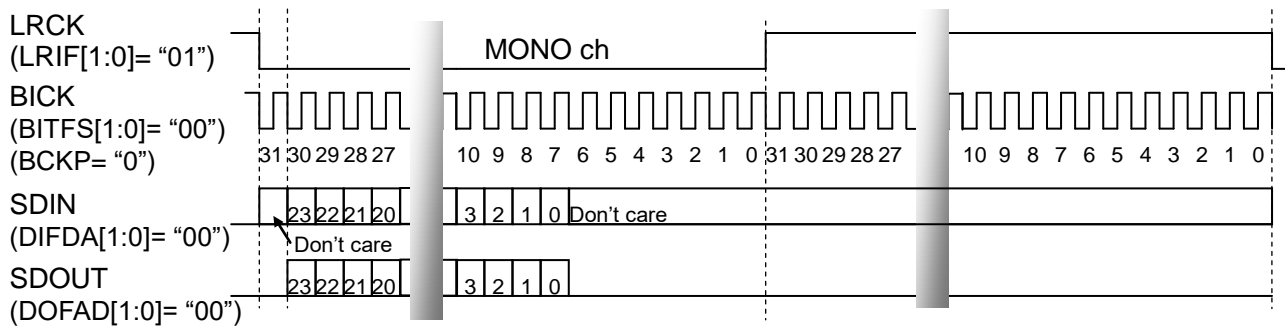 LRCK
(LRIF[1:0]= “01”)
MONO ch
BICK
(BITFS[1:0]= “00”)
(BCKP= “0”)
31 30 29 28 27 10 9 8 7 6 5 4 3 2 1 0 31 30 29 28 27 10 9 8 7 6 5 4 3 2 1 0
SDIN
(DIFDA[1:0]= “00”)
23 22 21 20 3 2 1 0 Don’t care
Don’t care
SDOUT
(DOFAD[1:0]= “00”)
23 22 21 20 3 2 1 0